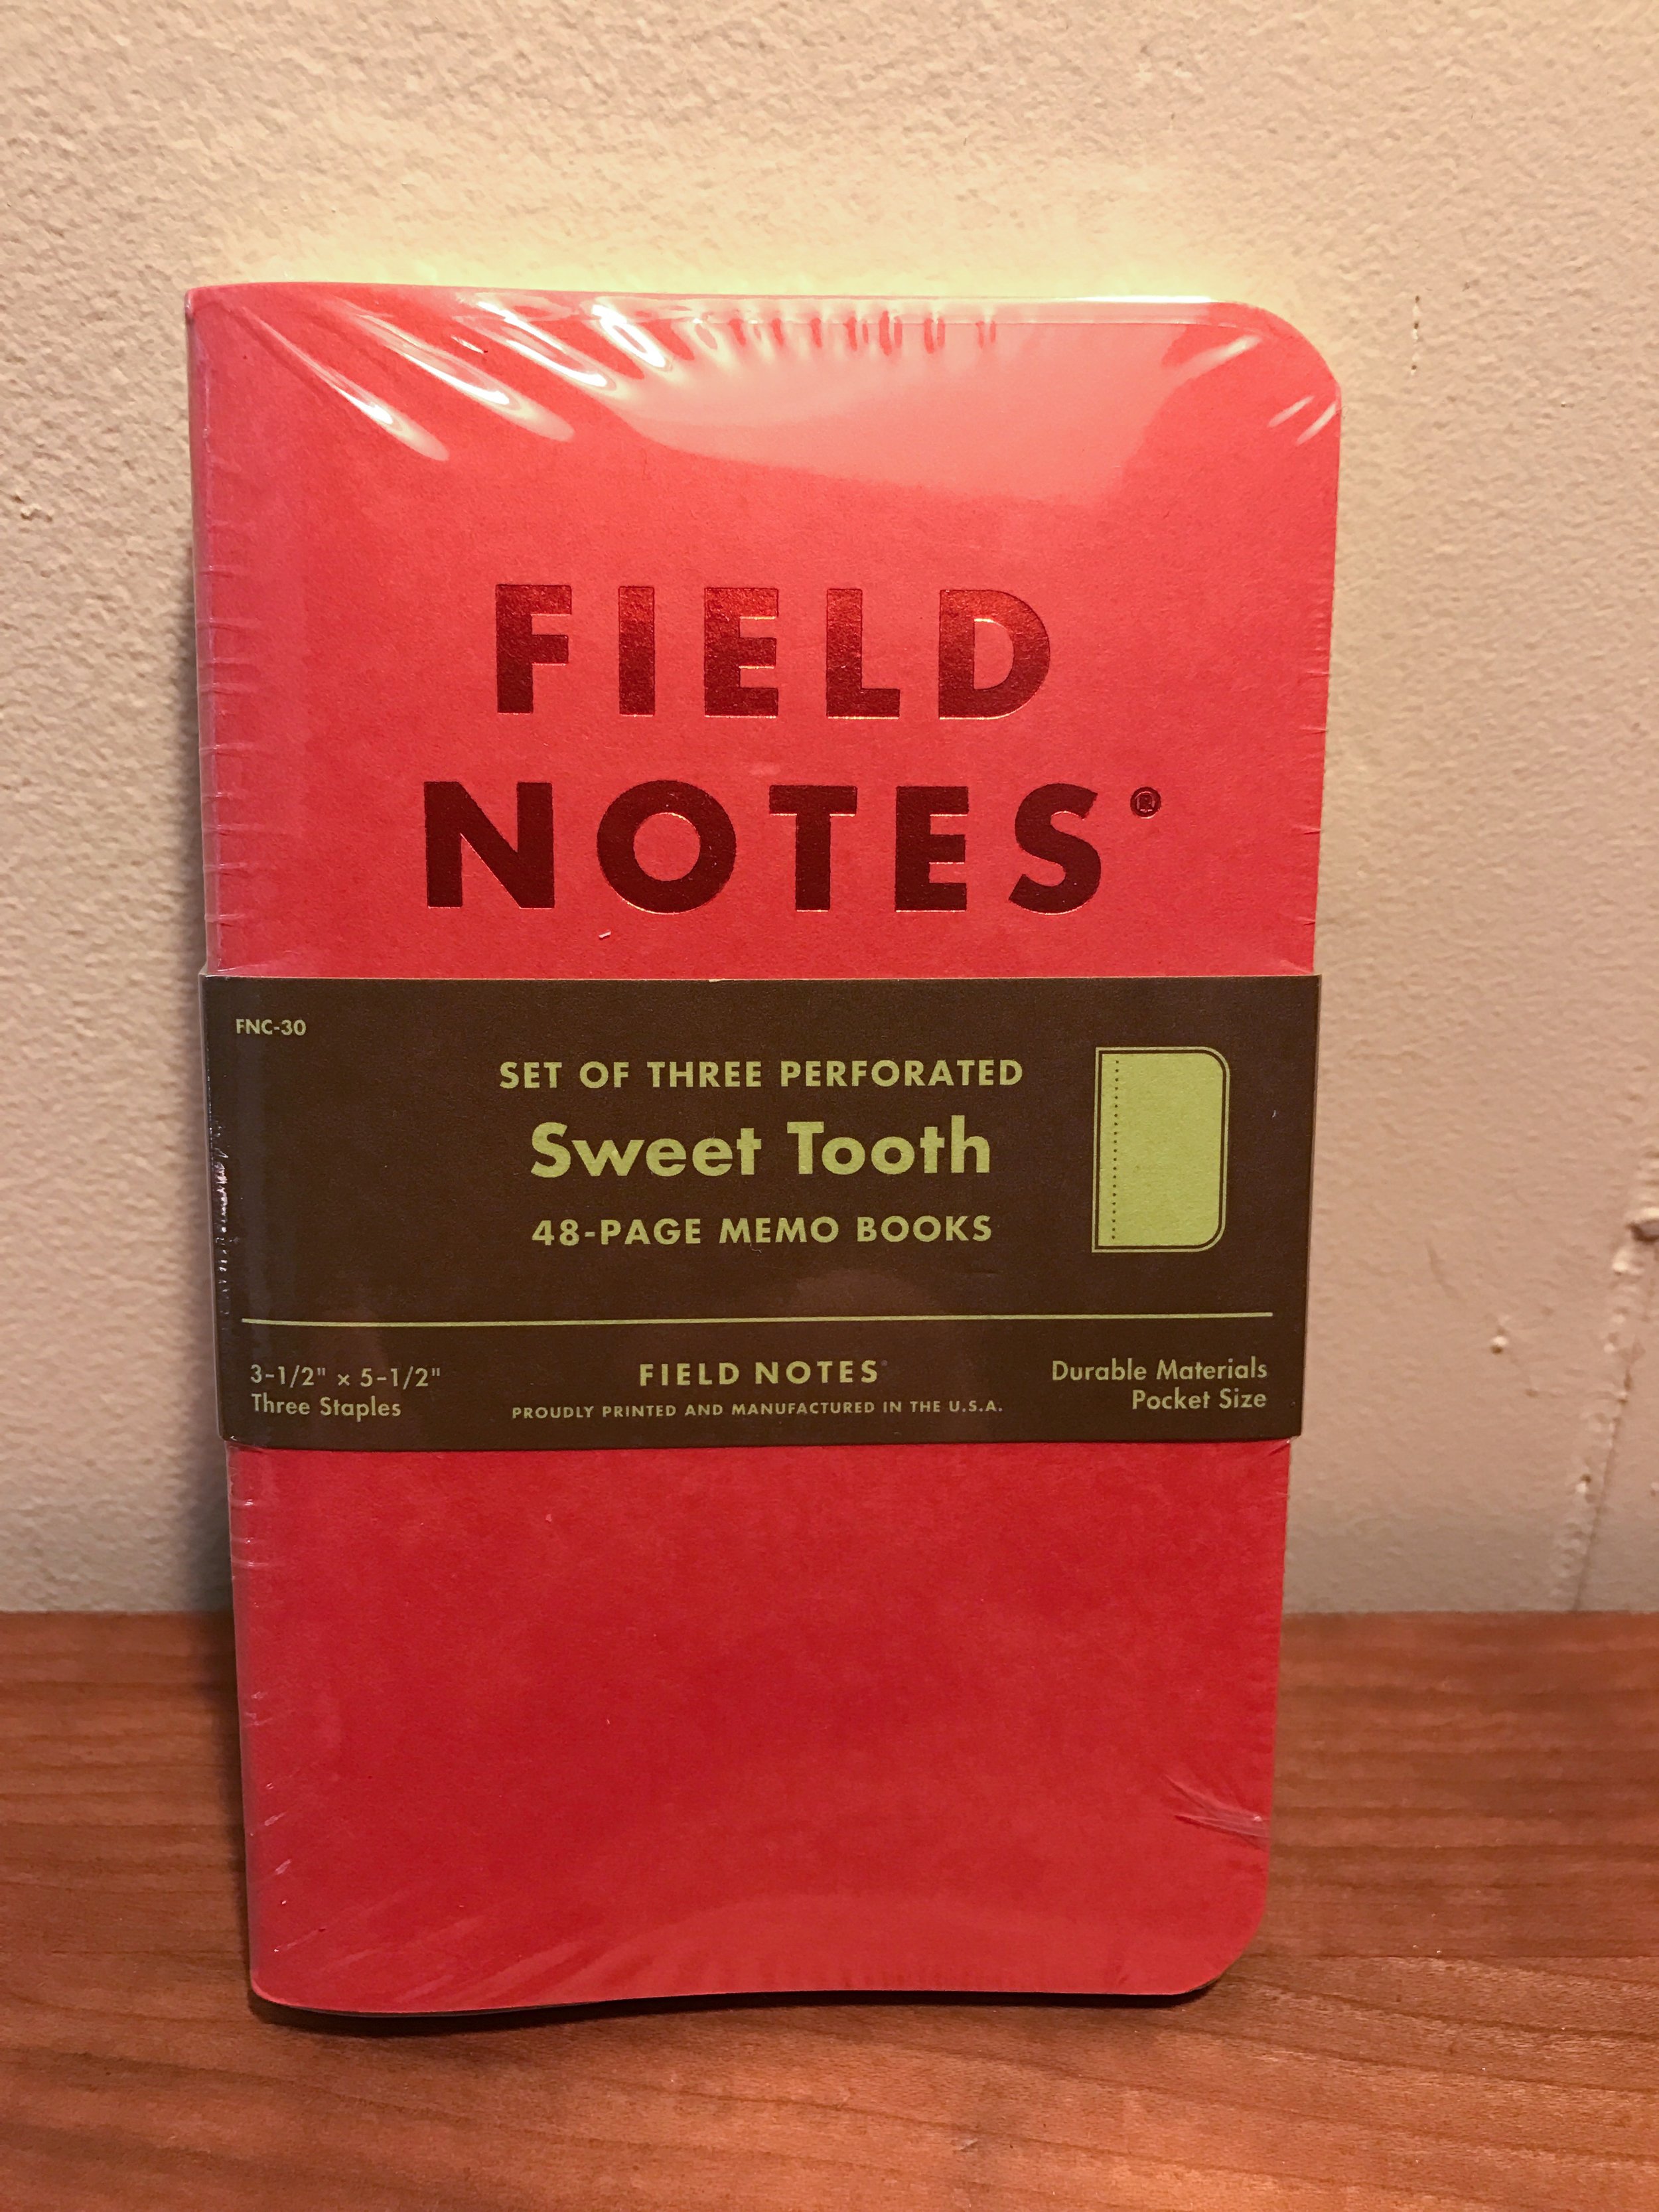 FIELD
NOTES®
FNC-30
SET OF THREE PERFORATED
Sweet Tooth
48-PAGE MEMO BOOKS
3-1/2" × 5-1/2"
Three Staples
FIELD NOTES
PROUDLY PRINTED AND MANUFACTURED IN THE U.S.A.
Durable Materials
Pocket Size